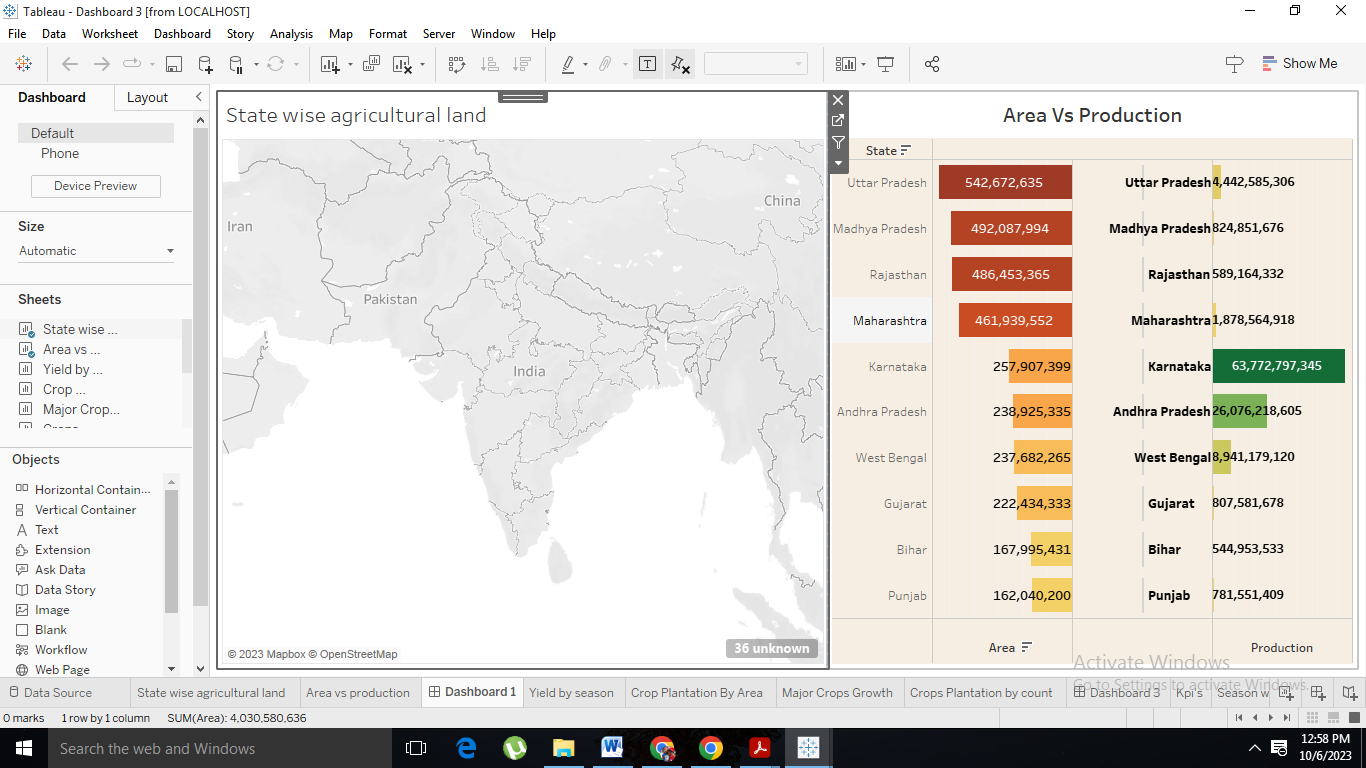 Tableau - Dashboard 3 [from LOCALHOST]
File Data Worksheet Dashboard Story Analysis Map Format Server Window Help
Show Me
Dashboard Layout
Default
Phone
Device Preview
Size
Automatic
Sheets
State wise ...
Area vs ...
Yield by ...
Crop ...
Major Crop...
Objects
Horizontal Contain...
Vertical Container
Text
Extension
Ask Data
Data Story
Image
Blank
Workflow
Web Page
State wise agricultural land
Iran
China
Pakistan
India
© 2023 Mapbox © OpenStreetMap
36 unknown
Area Vs Production
State
Uttar Pradesh 542,672,635 Uttar Pradesh 4,442,585,306
Madhya Pradesh 492,087,994 Madhya Pradesh 824,851,676
Rajasthan 486,453,365 Rajasthan 589,164,332
Maharashtra 461,939,552 Maharashtra 1,878,564,918
Karnataka 257,907,399 Karnataka 63,772,797,345
Andhra Pradesh 238,925,335 Andhra Pradesh 26,076,218,605
West Bengal 237,682,265 West Bengal 8,941,179,120
Gujarat 222,434,333 Gujarat 807,581,678
Bihar 167,995,431 Bihar 544,953,533
Punjab 162,040,200 Punjab 781,551,409
Area Production
Activate Windows
Go to Settings to activate Windows.
Data Source State wise agricultural land Area vs production Dashboard 1 Yield by season Crop Plantation By Area Major Crops Growth Crops Plantation by count Dashboard 3 Kpi's Season w
0 marks 1 row by 1 column SUM(Area): 4,030,580,636
Search the web and Windows
12:58 PM
10/6/2023